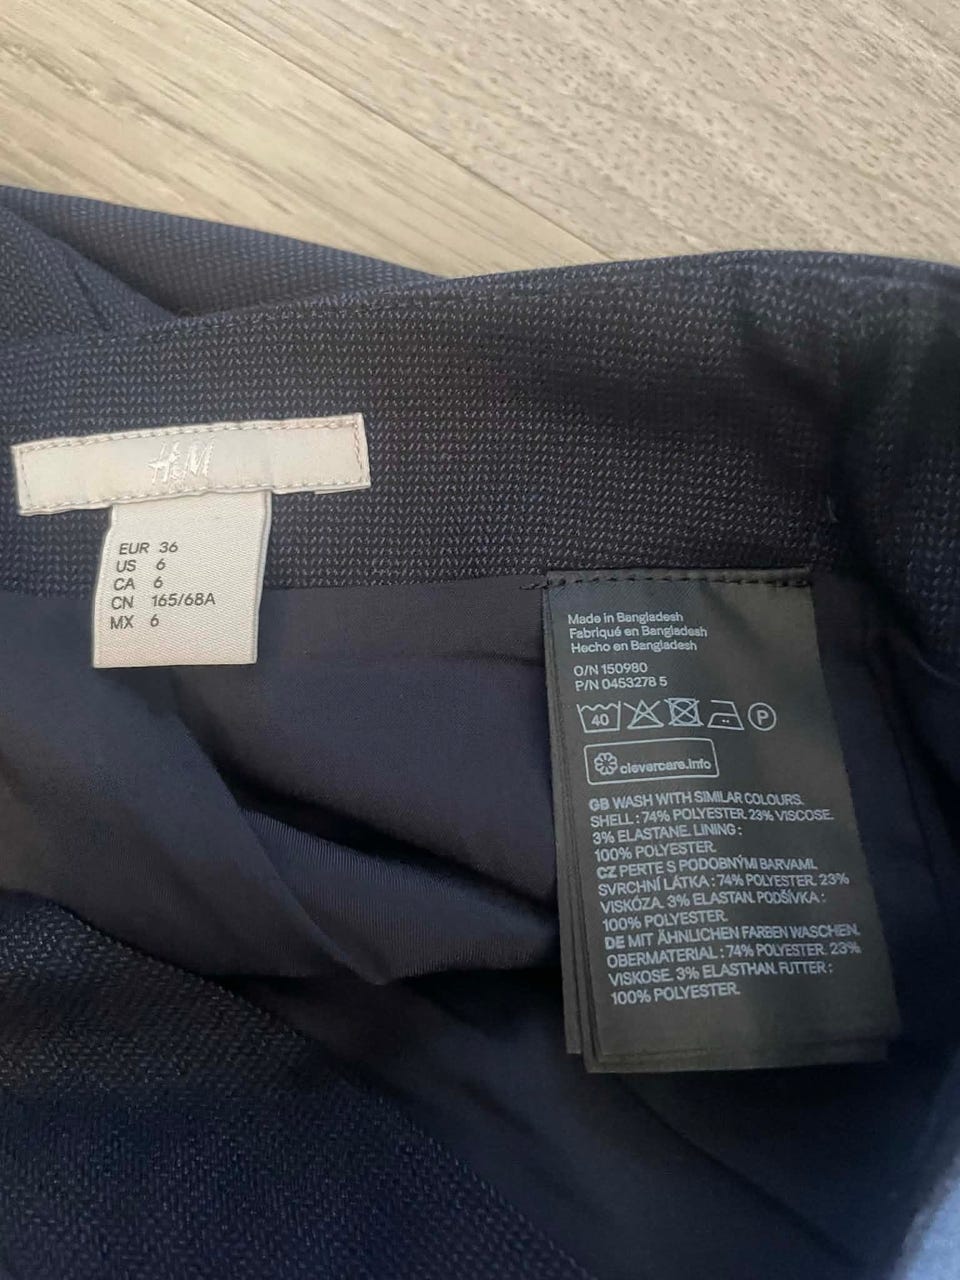 H&M
EUR 36
US 6
CA 6
CN 165/68A
MX 6
Made in Bangladesh
Fabriqué en Bangladesh
Hecho en Bangladesh
O/N 150980
P/N 0453278 5
40 P
clevercare.info
GB WASH WITH SIMILAR COLOURS.
SHELL : 74% POLYESTER. 23% VISCOSE.
3% ELASTANE. LINING :
100% POLYESTER.
CZ PERTE S PODOBNÝMI BARVAMI.
SVRCHNÍ LÁTKA : 74% POLYESTER. 23%
VISKÓZA. 3% ELASTAN. PODŠÍVKA :
100% POLYESTER.
DE MIT ÄHNLICHEN FARBEN WASCHEN.
OBERMATERIAL : 74% POLYESTER. 23%
VISKOSE. 3% ELASTHAN. FUTTER :
100% POLYESTER.